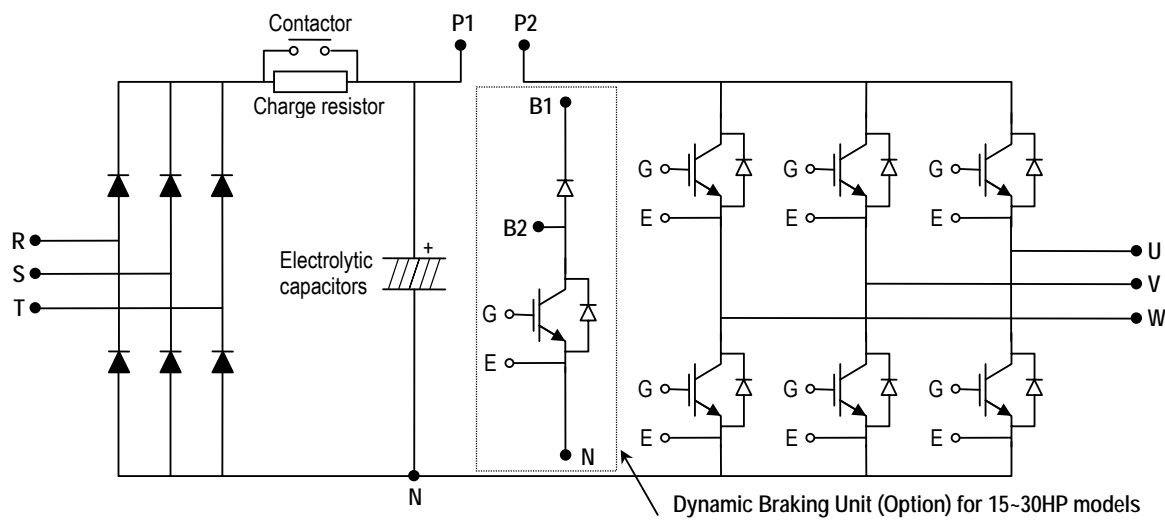 Contactor
P1
P2
Charge resistor
B1
G
G
G
E
E
E
B2
R
S
T
+
Electrolytic
capacitors
U
V
W
G
E
G
G
G
E
E
E
N
N
Dynamic Braking Unit (Option) for 15~30HP models